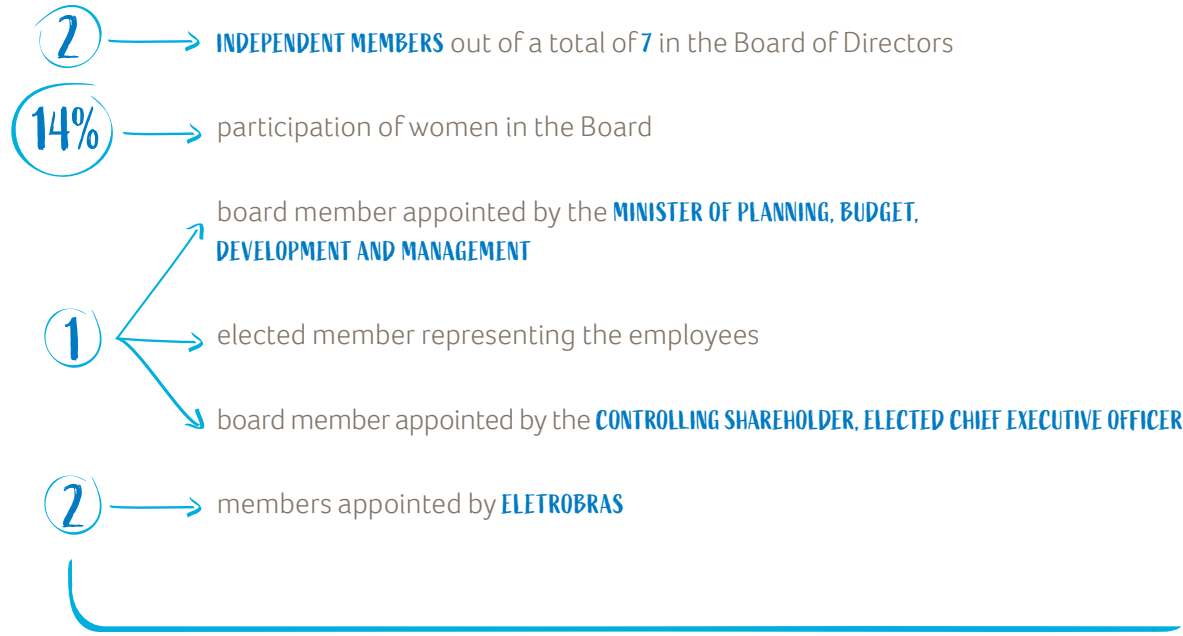 2 INDEPENDENT MEMBERS out of a total of 7 in the Board of Directors
14% participation of women in the Board
board member appointed by the MINISTER OF PLANNING, BUDGET,
DEVELOPMENT AND MANAGEMENT
1 elected member representing the employees
board member appointed by the CONTROLLING SHAREHOLDER, ELECTED CHIEF EXECUTIVE OFFICER
2 members appointed by ELETROBRAS